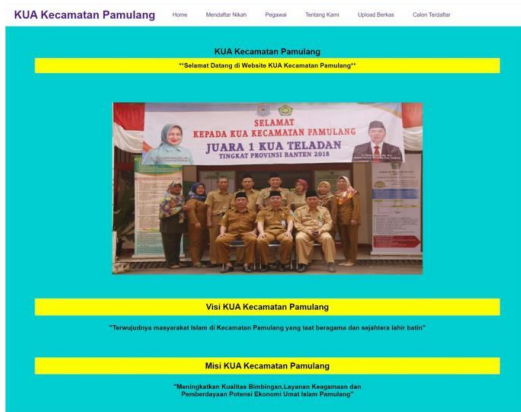 KUA Kecamatan Pamulang
Home Mendaftar Nikah Pegawai Tentang Kami Upload Berkas Calon Terdaftar
KUA Kecamatan Pamulang
"'Selamat Datang di Website KUA Kecamatan Pamulang"'
SELAMAT
KEPADA KUA KECAMATAN PAMULANG
JUARA 1 KUA TELADAN
TINGKAT PROVINSI BANTEN 2018
Visi KUA Kecamatan Pamulang
"Terwujudnya masyarakat Islam di Kecamatan Pamulang yang taat beragama dan sejahtera lahir batin"
Misi KUA Kecamatan Pamulang
"Meningkatkan Kualitas Bimbingan,Layanan Keagamaan dan
Pemberdayaan Potensi Ekonomi Umat Islam Pamulang"